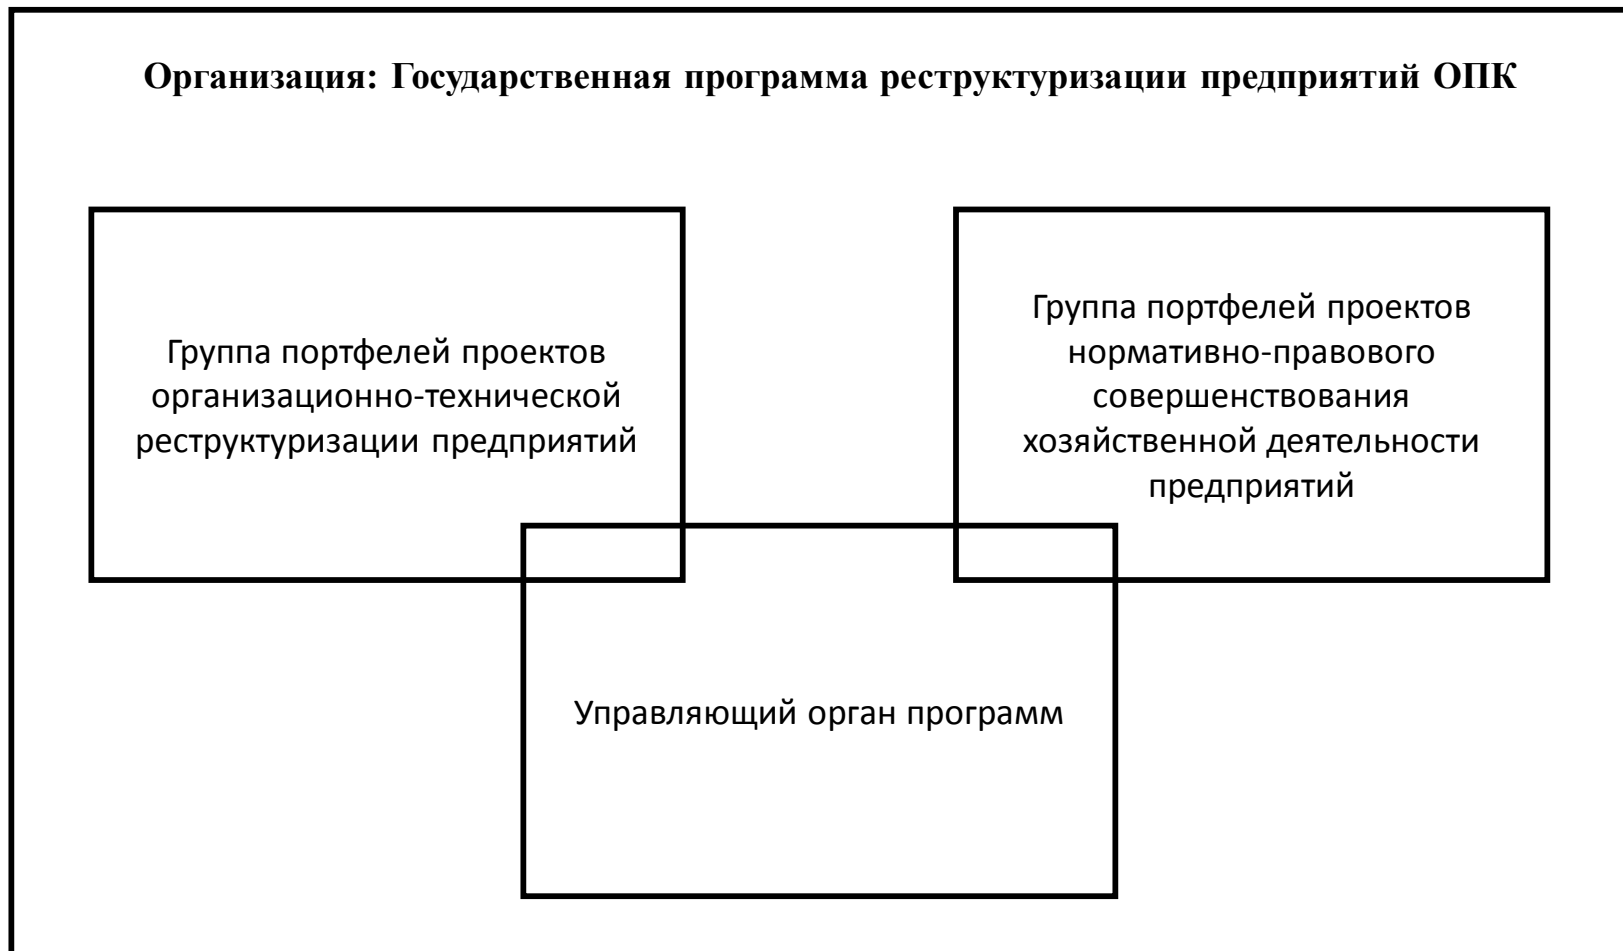 Организация: Государственная программа реструктуризации предприятий ОПК
Группа портфелей проектов
организационно-технической
реструктуризации предприятий
Группа портфелей проектов
нормативно-правового
совершенствования
хозяйственной деятельности
предприятий
Управляющий орган программ